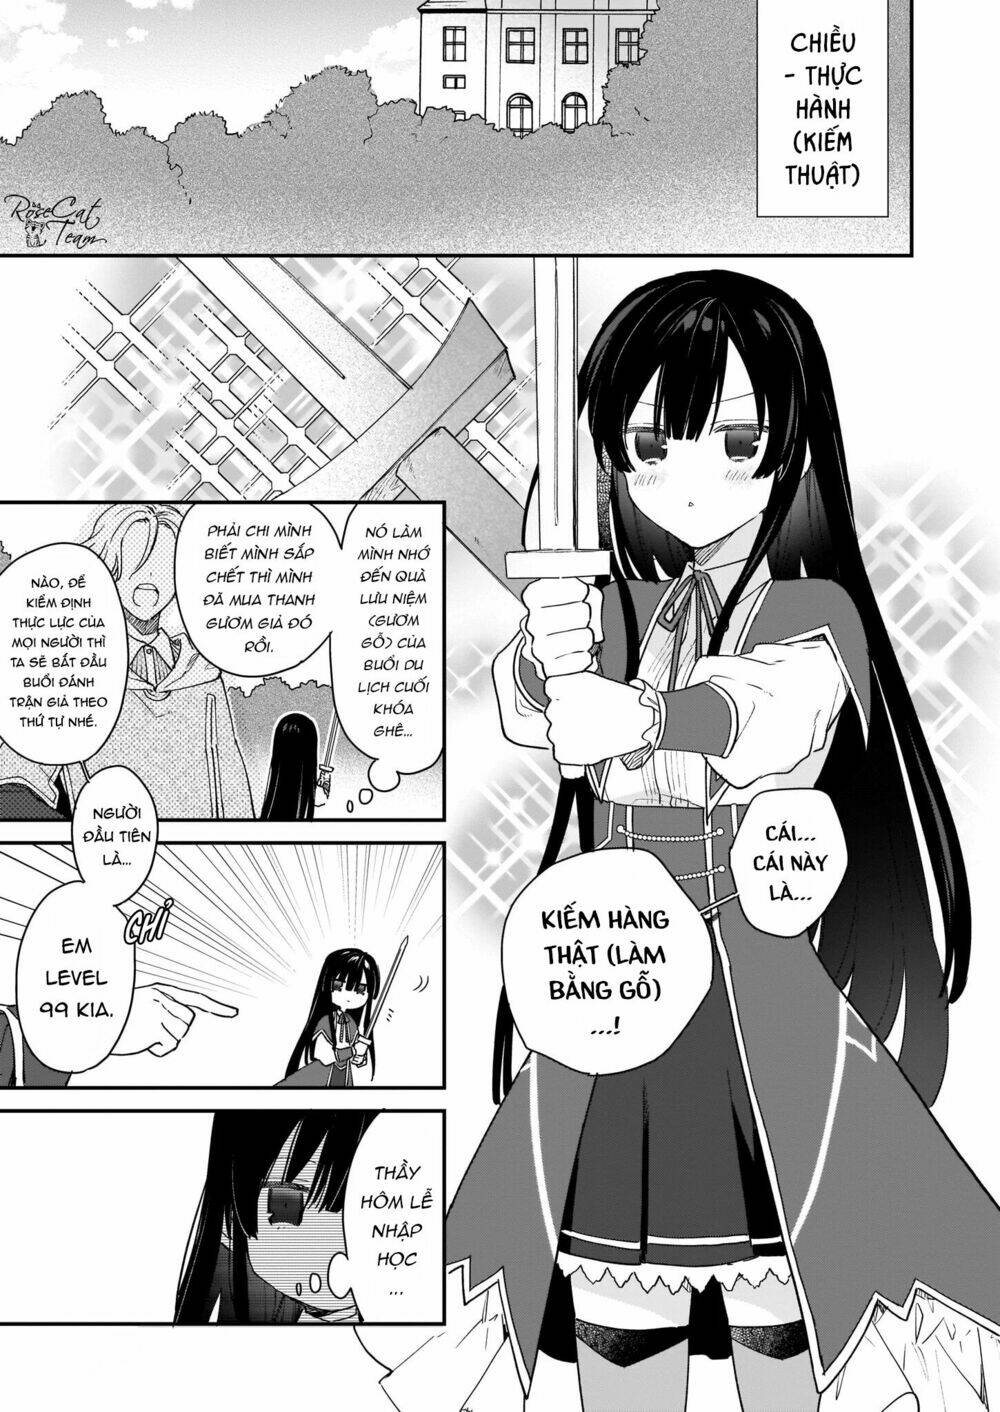 CHIỀU
- THỰC
HÀNH
(KIẾM
THUẬT)
RoseCat
Team
CÁI...
CÁI NÀY
LÀ...
KIẾM HÀNG
THẬT (LÀM
BẰNG GỖ)
...!
NÓ LÀM
MÌNH NHỚ
ĐẾN QUÀ
LƯU NIỆM
(GƯƠM
GỖ) CỦA
BUỔI DU
LỊCH CUỐI
KHÓA
GHÊ...
PHẢI CHI MÌNH
BIẾT MÌNH SẮP
CHẾT THÌ MÌNH
ĐÃ MUA THANH
GƯƠM GIẢ ĐÓ
RỒI.
NÀO, ĐỂ
KIỂM ĐỊNH
THỰC LỰC CỦA
MỌI NGƯỜI THÌ
TA SẼ BẮT ĐẦU
BUỔI ĐÁNH
TRẬN GIẢ THEO
THỨ TỰ NHÉ.
NGƯỜI
ĐẦU TIÊN
LÀ...
CHỈ
EM
LEVEL
99 KIA.
THẦY
HÔM LỄ
NHẬP
HỌC
...